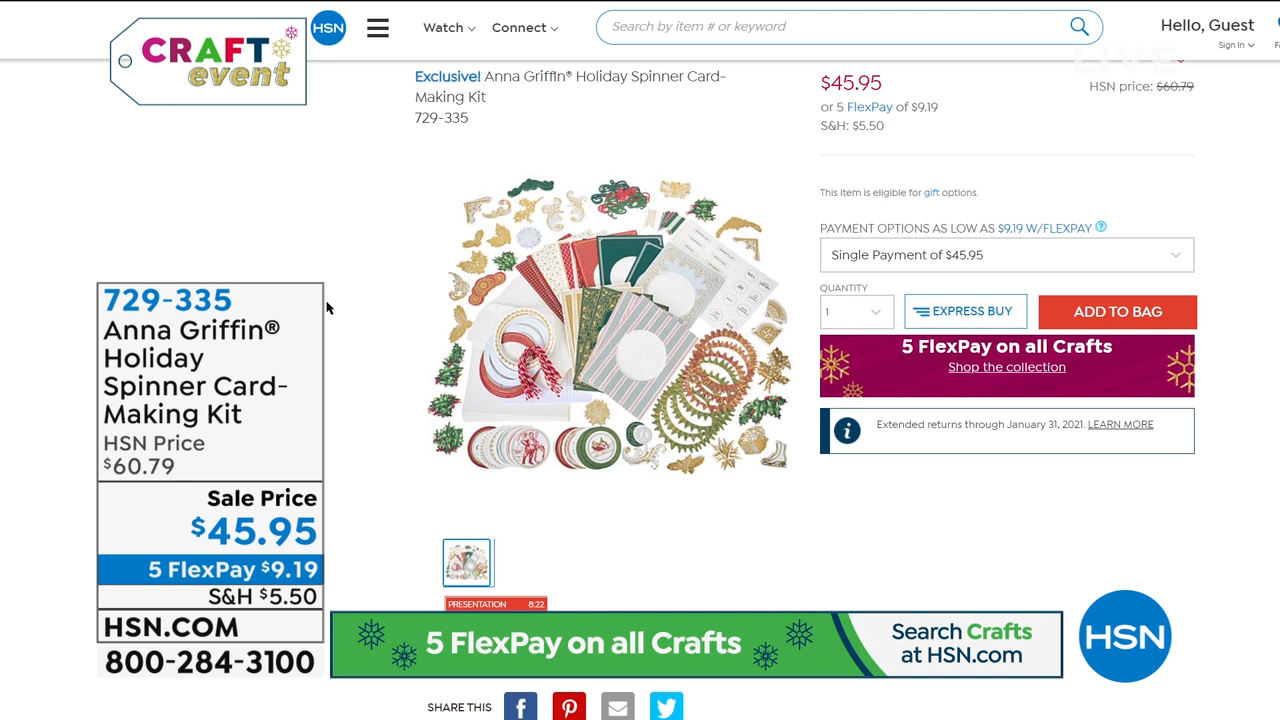 CRAFT
event
HSN
Watch
Connect
Search by item # or keyword
Hello, Guest
Sign In
LIVE
Exclusive! Anna Griffin® Holiday Spinner Card-
Making Kit
729-335
$45.95
HSN price: $60.79
or 5 FlexPay of $9.19
S&H: $5.50
This item is eligible for gift options.
PAYMENT OPTIONS AS LOW AS $9.19 W/FLEXPAY ?
Single Payment of $45.95
QUANTITY
1
EXPRESS BUY
ADD TO BAG
5 FlexPay on all Crafts
Shop the collection
i
Extended returns through January 31, 2021. LEARN MORE
729-335
Anna Griffin®
Holiday
Spinner Card-
Making Kit
HSN Price
$60.79
Sale Price
$45.95
5 FlexPay $9.19
S&H $5.50
HSN.COM
800-284-3100
PRESENTATION 8:22
5 FlexPay on all Crafts
Search Crafts
at HSN.com
HSN
SHARE THIS